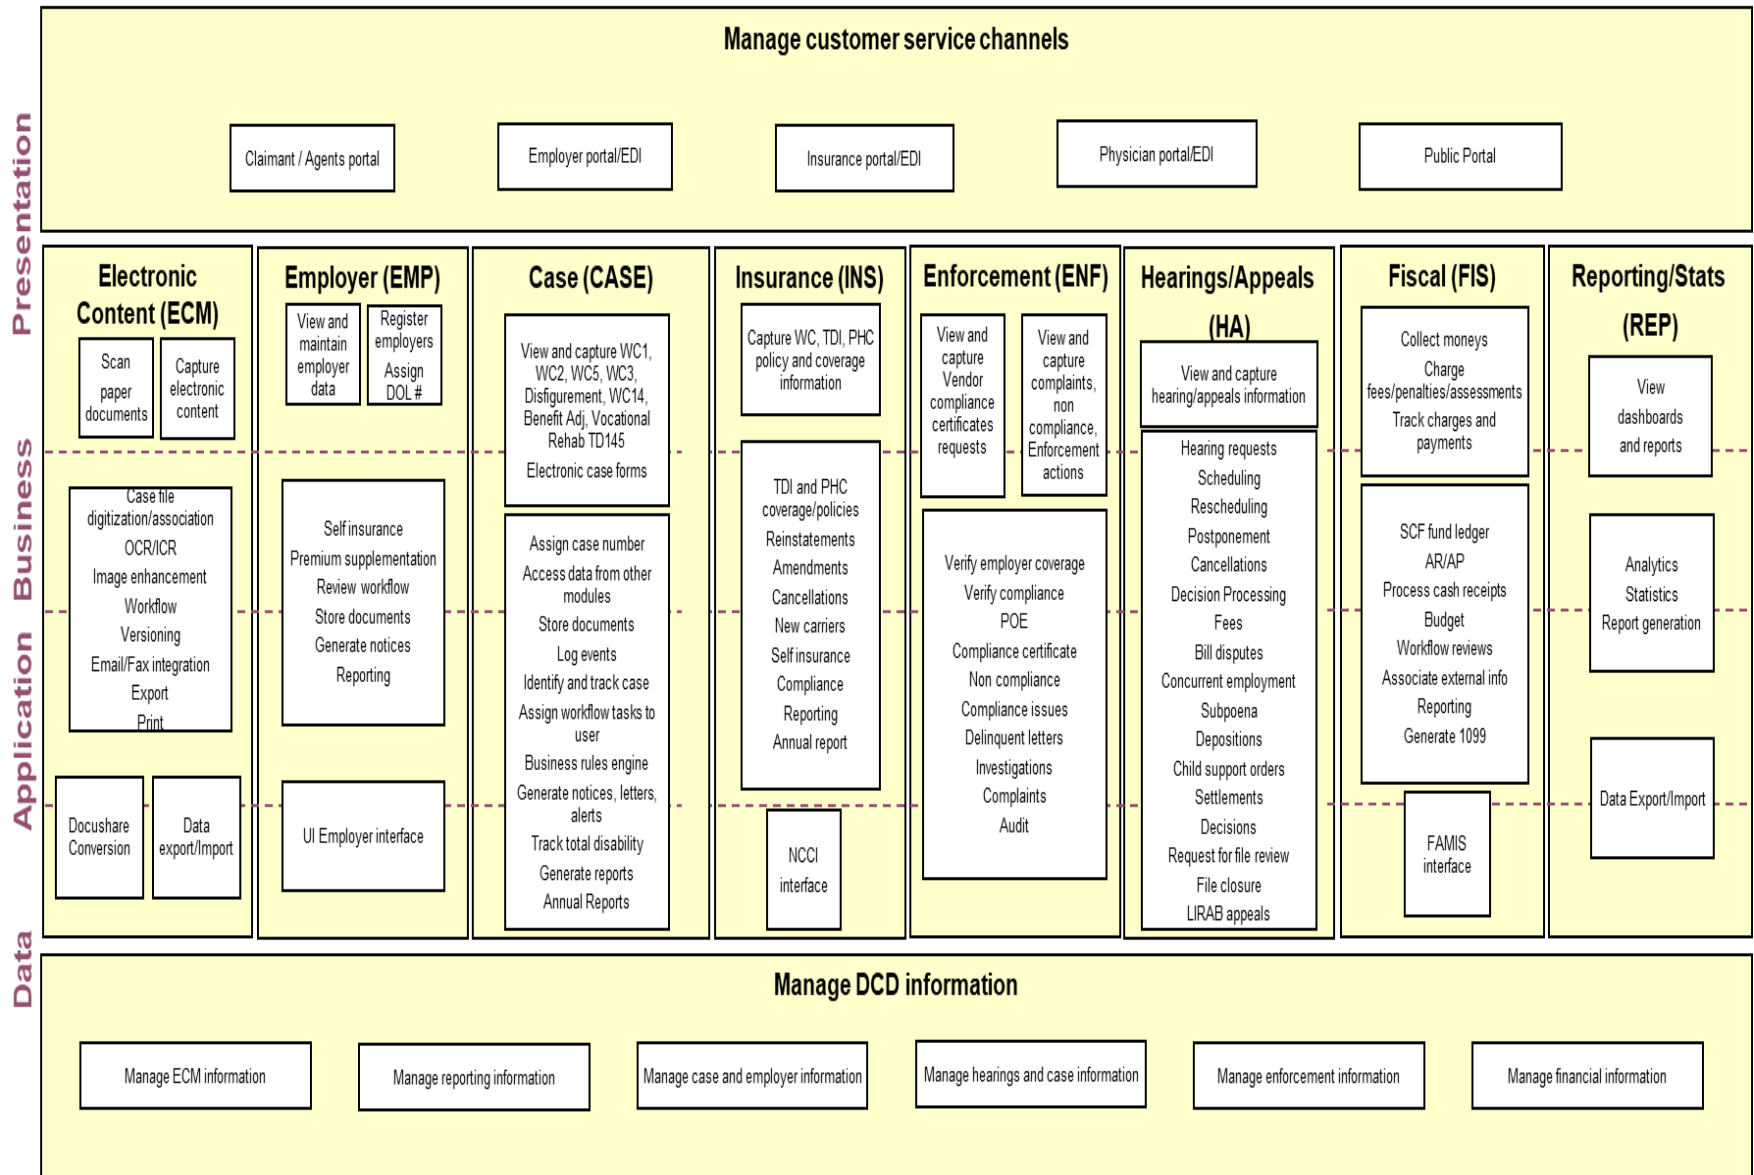 Manage customer service channels
Claimant / Agents portal
Employer portal/EDI
Insurance portal/EDI
Physician portal/EDI
Public Portal
Presentation
Business
Application
Data
Electronic
Content (ECM)
Scan
paper
documents
Capture
electronic
content
Case file
digitization/association
OCR/ICR
Image enhancement
Workflow
Versioning
Email/Fax integration
Export
Print
Docushare
Conversion
Data
export/Import
Employer (EMP)
View and
maintain
employer
data
Register
employers
Assign
DOL #
Self insurance
Premium supplementation
Review workflow
Store documents
Generate notices
Reporting
UI Employer interface
Case (CASE)
View and capture WC1,
WC2, WC5, WC3,
Disfigurement, WC14,
Benefit Adj, Vocational
Rehab TD145
Electronic case forms
Assign case number
Access data from other
modules
Store documents
Log events
Identify and track case
Assign workflow tasks to
user
Business rules engine
Generate notices, letters,
alerts
Track total disability
Generate reports
Annual Reports
Insurance (INS)
Capture WC, TDI, PHC
policy and coverage
information
TDI and PHC
coverage/policies
Reinstatements
Amendments
Cancellations
New carriers
Self insurance
Compliance
Reporting
Annual report
NCCI
interface
Enforcement (ENF)
View and
capture
Vendor
compliance
certificates
requests
View and
capture
complaints,
non
compliance,
Enforcement
actions
Verify employer coverage
Verify compliance
POE
Compliance certificate
Non compliance
Compliance issues
Delinquent letters
Investigations
Complaints
Audit
Hearings/Appeals
(HA)
View and capture
hearing/appeals information
Hearing requests
Scheduling
Rescheduling
Postponement
Cancellations
Decision Processing
Fees
Bill disputes
Concurrent employment
Subpoena
Depositions
Child support orders
Settlements
Decisions
Request for file review
File closure
LIRAB appeals
Fiscal (FIS)
Collect moneys
Charge
fees/penalties/assessments
Track charges and
payments
SCF fund ledger
AR/AP
Process cash receipts
Budget
Workflow reviews
Associate external info
Reporting
Generate 1099
FAMIS
interface
Reporting/Stats
(REP)
View
dashboards
and reports
Analytics
Statistics
Report generation
Data Export/Import
Manage DCD information
Manage ECM information
Manage reporting information
Manage case and employer information
Manage hearings and case information
Manage enforcement information
Manage financial information